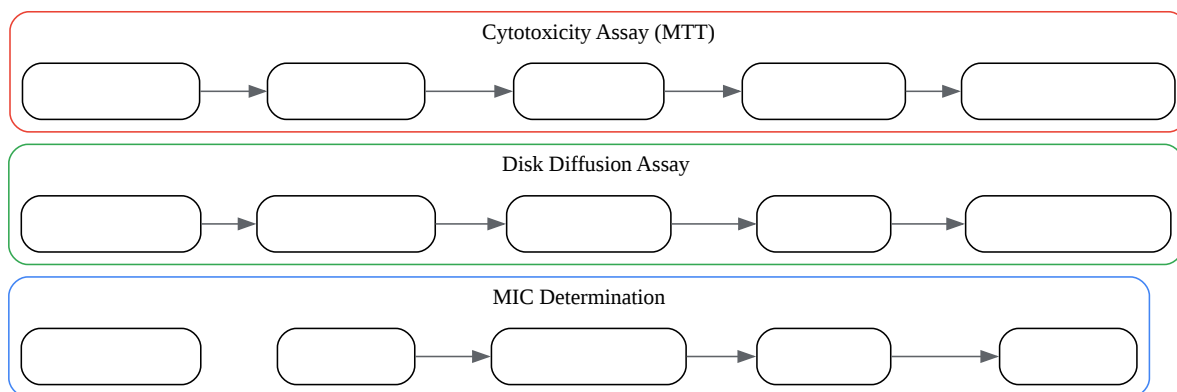 Cytotoxicity Assay (MTT)
Disk Diffusion Assay
MIC Determination